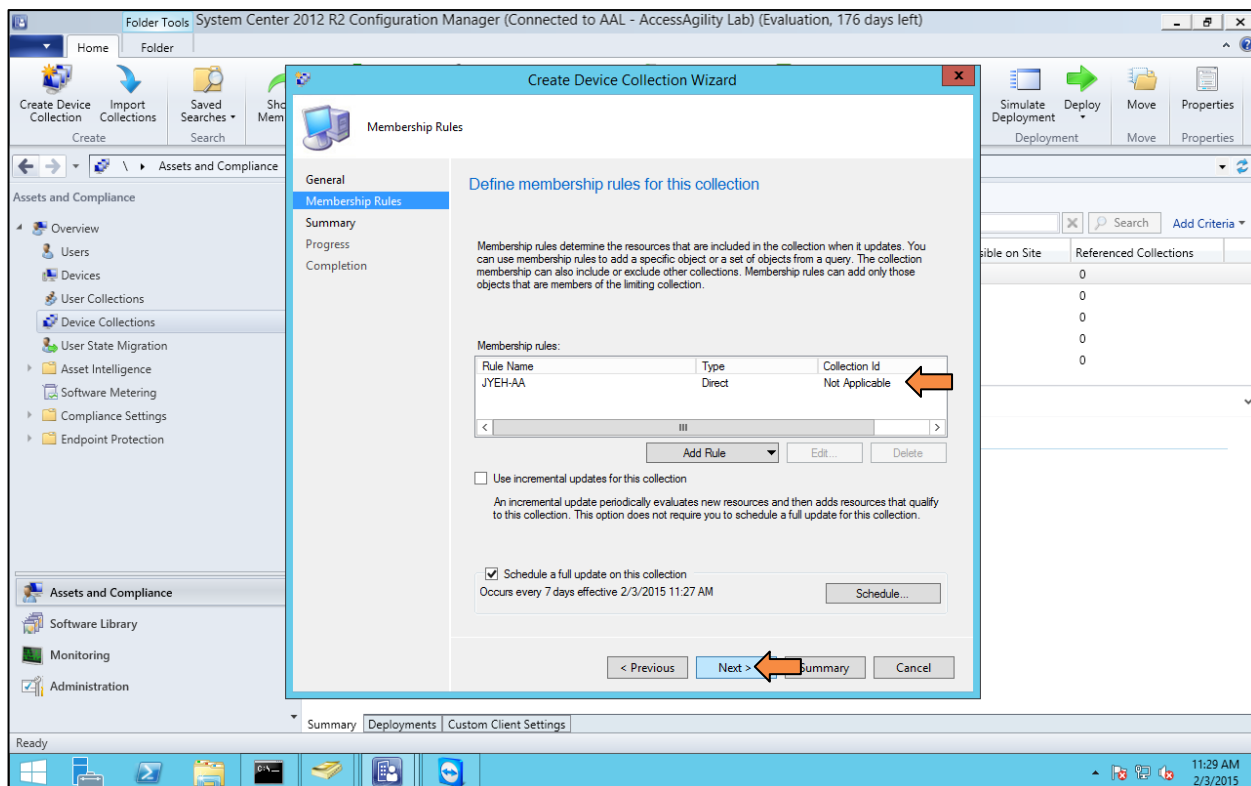 Folder Tools System Center 2012 R2 Configuration Manager (Connected to AAL - AccessAgility Lab) (Evaluation, 176 days left)
Home Folder
Create Device Collection
Import Collections
Saved Searches
Simulate Deployment
Deploy
Move
Properties
Create
Search
Deployment
Move
Properties
\ Assets and Compliance
Assets and Compliance
Overview
Users
Devices
User Collections
Device Collections
User State Migration
Asset Intelligence
Software Metering
Compliance Settings
Endpoint Protection
Assets and Compliance
Software Library
Monitoring
Administration
Create Device Collection Wizard
x
Membership Rules
General
Membership Rules
Summary
Progress
Completion
Define membership rules for this collection
Membership rules determine the resources that are included in the collection when it updates. You
can use membership rules to add a specific object or a set of objects from a query. The collection
membership can also include or exclude other collections. Membership rules can add only those
objects that are members of the limiting collection.
Membership rules:
Rule Name Type Collection Id
JYEH-AA Direct Not Applicable
Add Rule Edit... Delete
Use incremental updates for this collection
An incremental update periodically evaluates new resources and then adds resources that qualify
to this collection. This option does not require you to schedule a full update for this collection.
Schedule a full update on this collection
Occurs every 7 days effective 2/3/2015 11:27 AM
Schedule...
< Previous Next > Summary Cancel
Search Add Criteria
on Site Referenced Collections
0
0
0
0
0
Summary Deployments Custom Client Settings
Ready
11:29 AM
2/3/2015